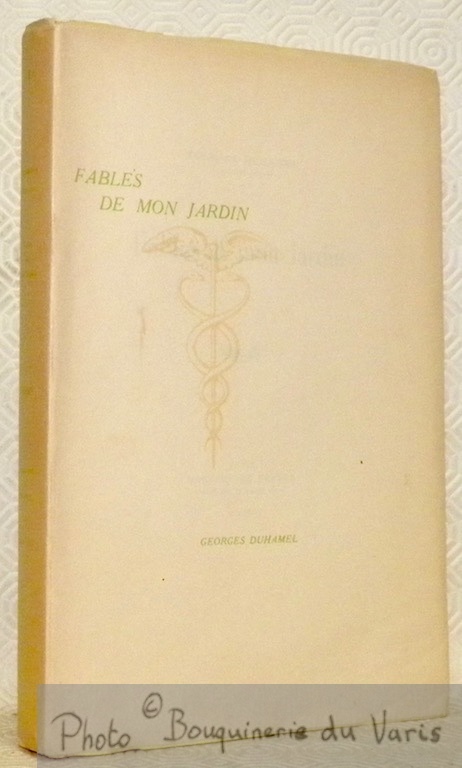 FABLES
DE MON JARDIN
GEORGES DUHAMEL
Photo © Bouquinerie du Varis